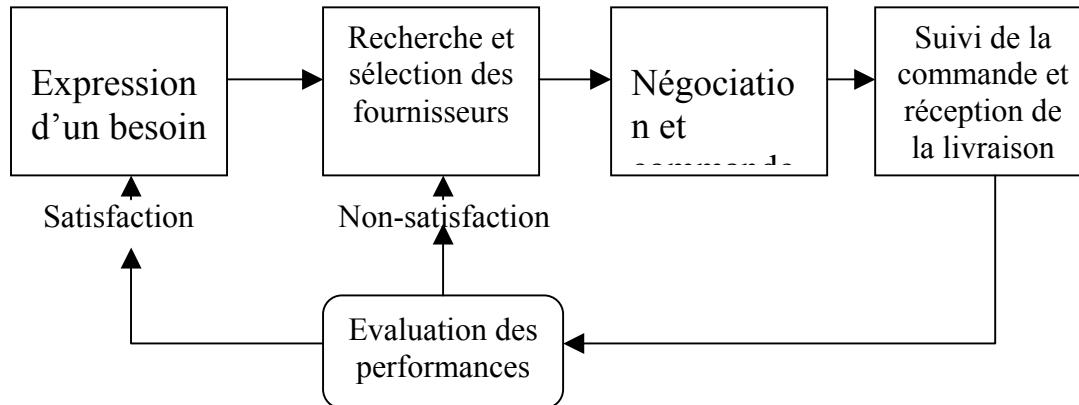 Expression
d’un besoin
Recherche et
sélection des
fournisseurs
Négociatio
n et
commande
Suivi de la
commande et
réception de
la livraison
Satisfaction
Non-satisfaction
Evaluation des
performances